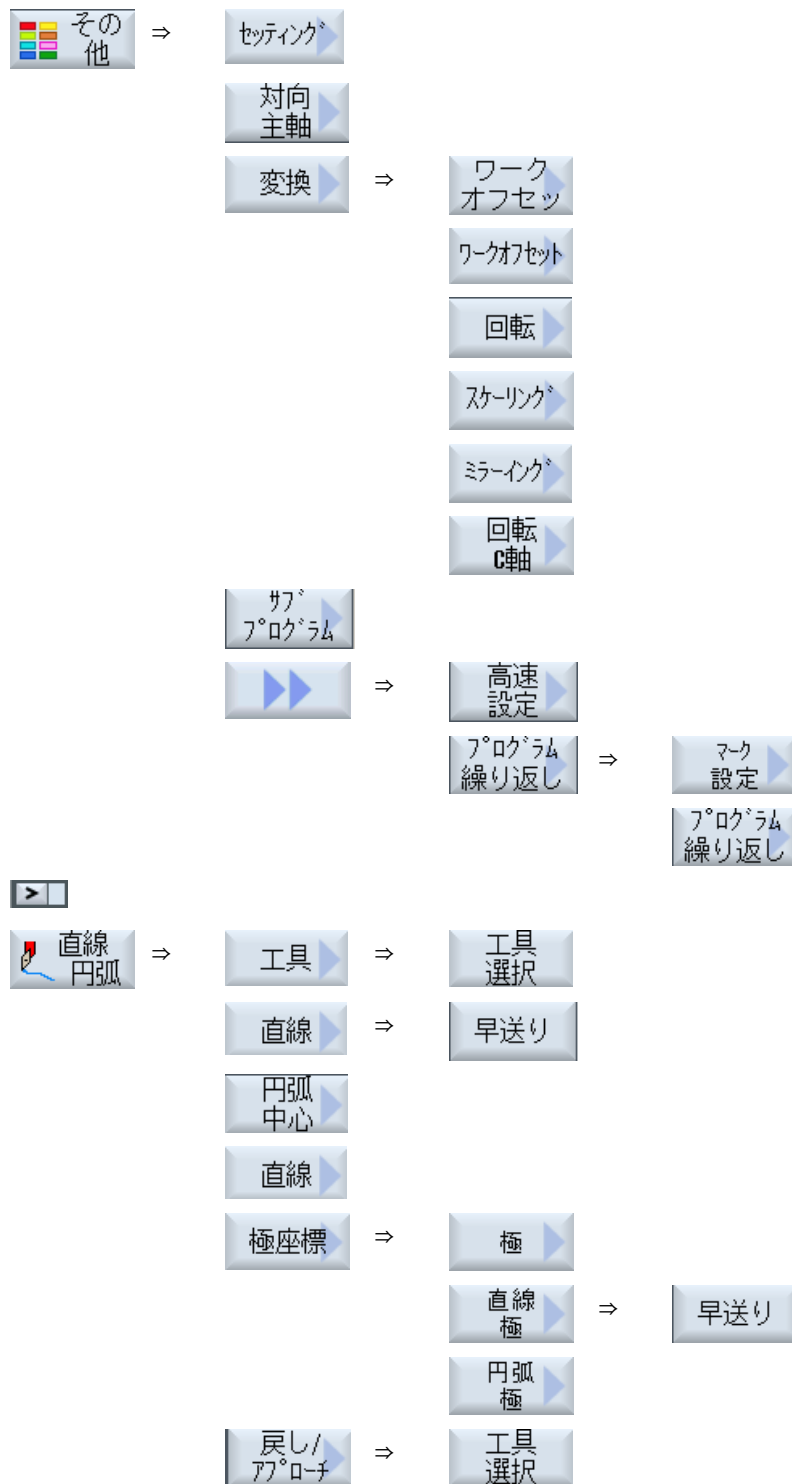 その
他
⇒
セッティング
対向
主軸
変換
⇒
ワーク
オフセッ
ワークオフセット
回転
スケーリング
ミラーイング
回転
C軸
サブ
プログラム
⇒
高速
設定
プログラム
繰り返し
⇒
マーク
設定
プログラム
繰り返し
>
直線
円弧
⇒
工具
⇒
工具
選択
直線
⇒
早送り
円弧
中心
直線
極座標
⇒
極
直線
極
⇒
早送り
円弧
極
戻し/
アプローチ
⇒
工具
選択